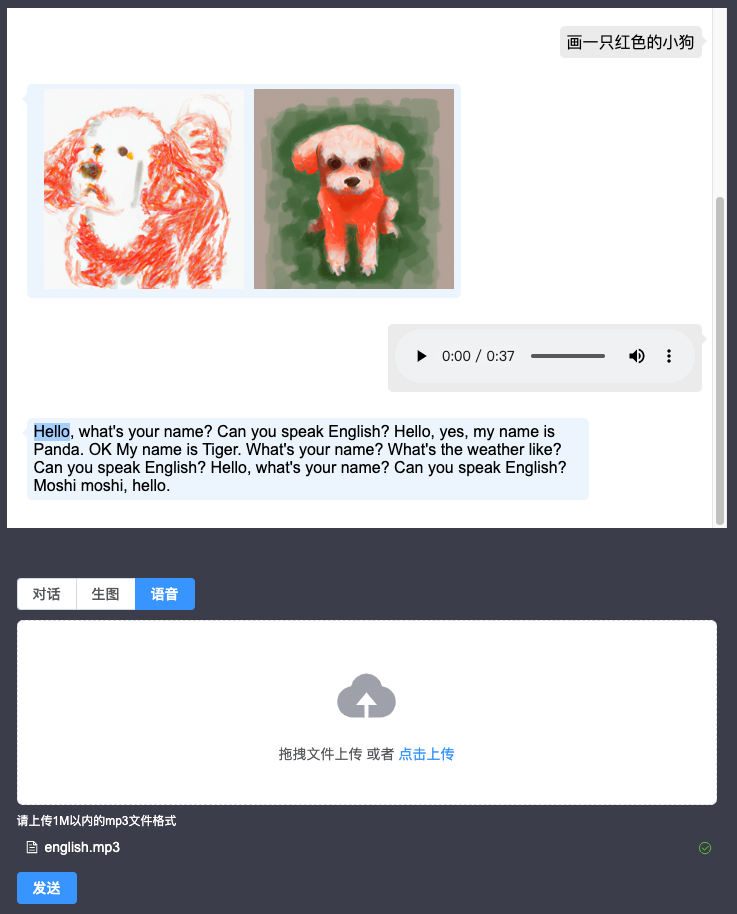 画一只红色的小狗
0:00 / 0:37
Hello, what's your name? Can you speak English? Hello, yes, my name is
Panda. OK My name is Tiger. What's your name? What's the weather like?
Can you speak English? Hello, what's your name? Can you speak English?
Moshi moshi, hello.
对话 生图 语音
拖拽文件上传 或者 点击上传
请上传1M以内的mp3文件格式
english.mp3
发送